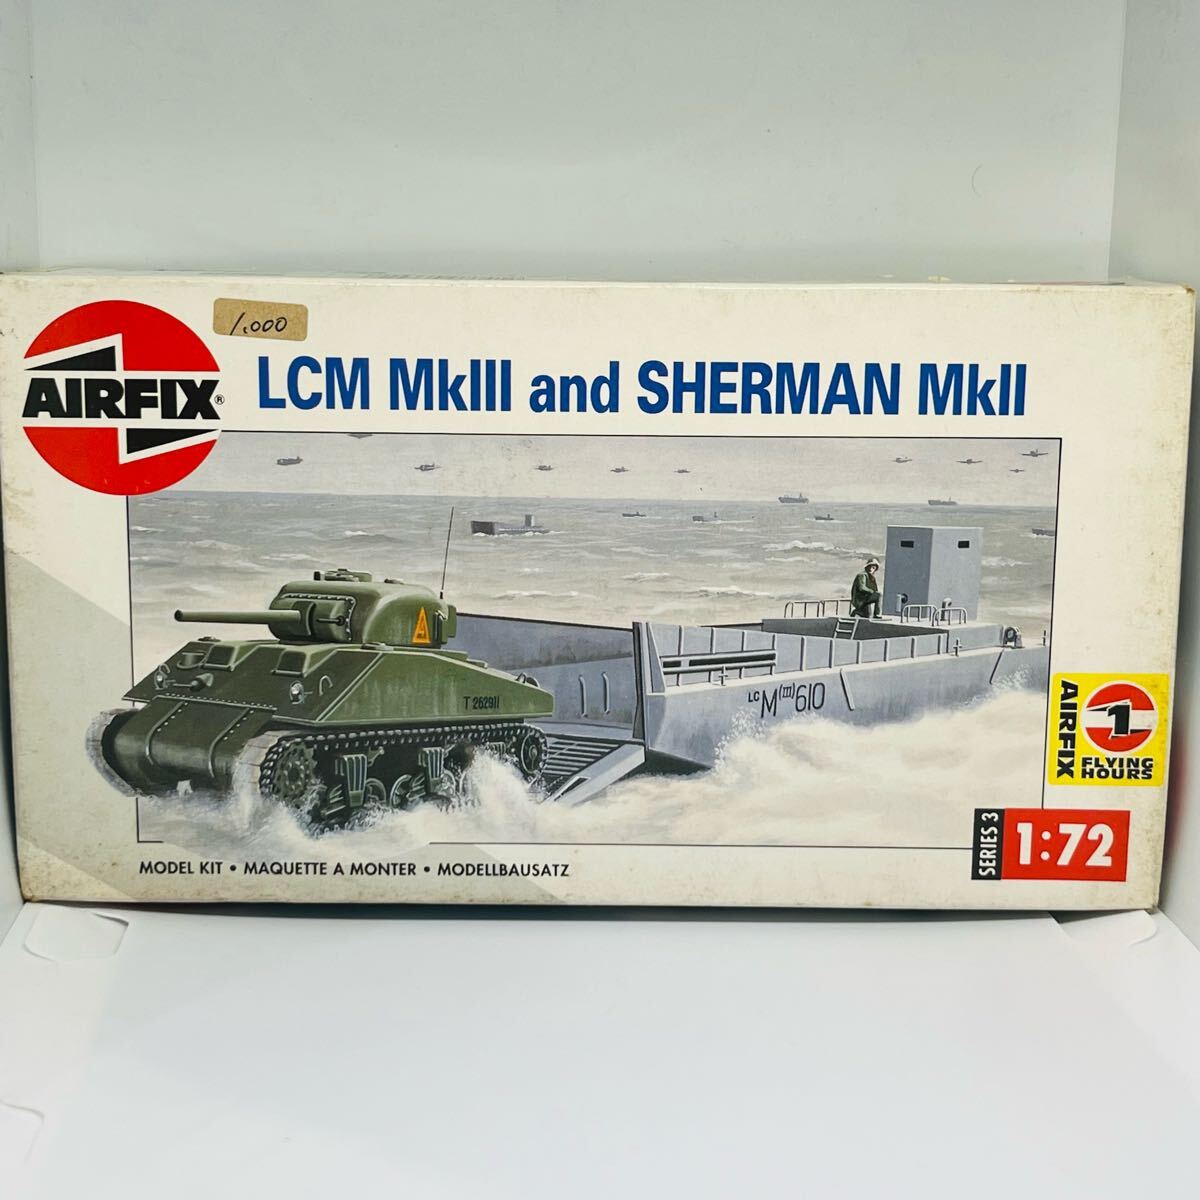 1.000
AIRFIX®
LCM MkIII and SHERMAN MkII
T 262911
LC M(III) 610
AIRFIX
1
FLYING
HOURS
SERIES 3
1:72
MODEL KIT • MAQUETTE A MONTER • MODELLBAUSATZ